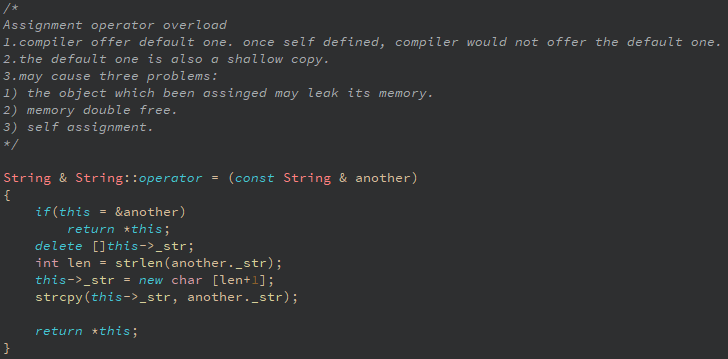 /*
Assignment operator overload
1.compiler offer default one. once self defined, compiler would not offer the default one.
2.the default one is also a shallow copy.
3.may cause three problems:
1) the object which been assinged may leak its memory.
2) memory double free.
3) self assignment.
*/
String & String::operator = (const String & another)
{
    if(this = &another)
        return *this;
    delete []this->_str;
    int len = strlen(another._str);
    this->_str = new char [len+1];
    strcpy(this->_str, another._str);
    return *this;
}